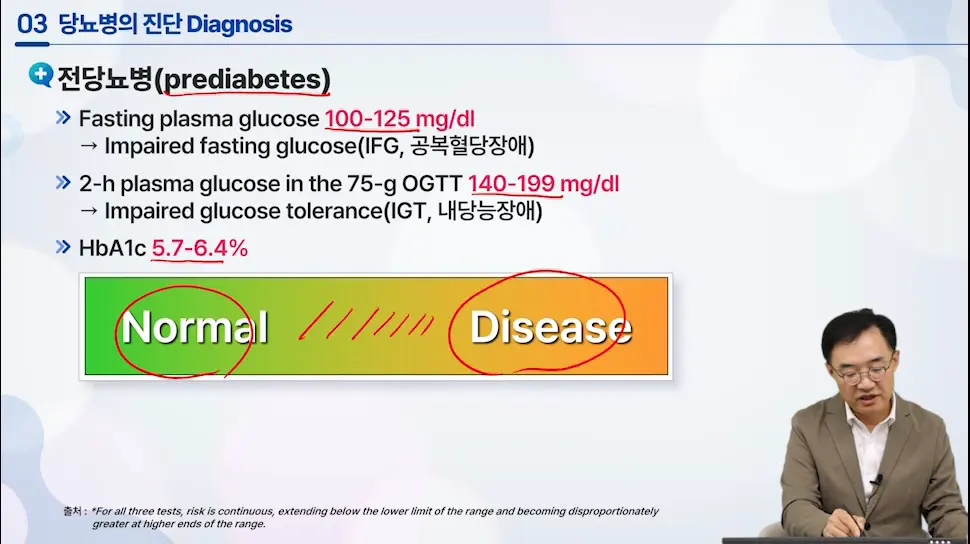 03 당뇨병의 진단 Diagnosis
전당뇨병(prediabetes)
Fasting plasma glucose 100-125 mg/dl
→ Impaired fasting glucose(IFG, 공복혈당장애)
2-h plasma glucose in the 75-g OGTT 140-199 mg/dl
→ Impaired glucose tolerance(IGT, 내당능장애)
HbA1c 5.7-6.4%
Normal Disease
출처 : *For all three tests, risk is continuous, extending below the lower limit of the range and becoming disproportionately
greater at higher ends of the range.